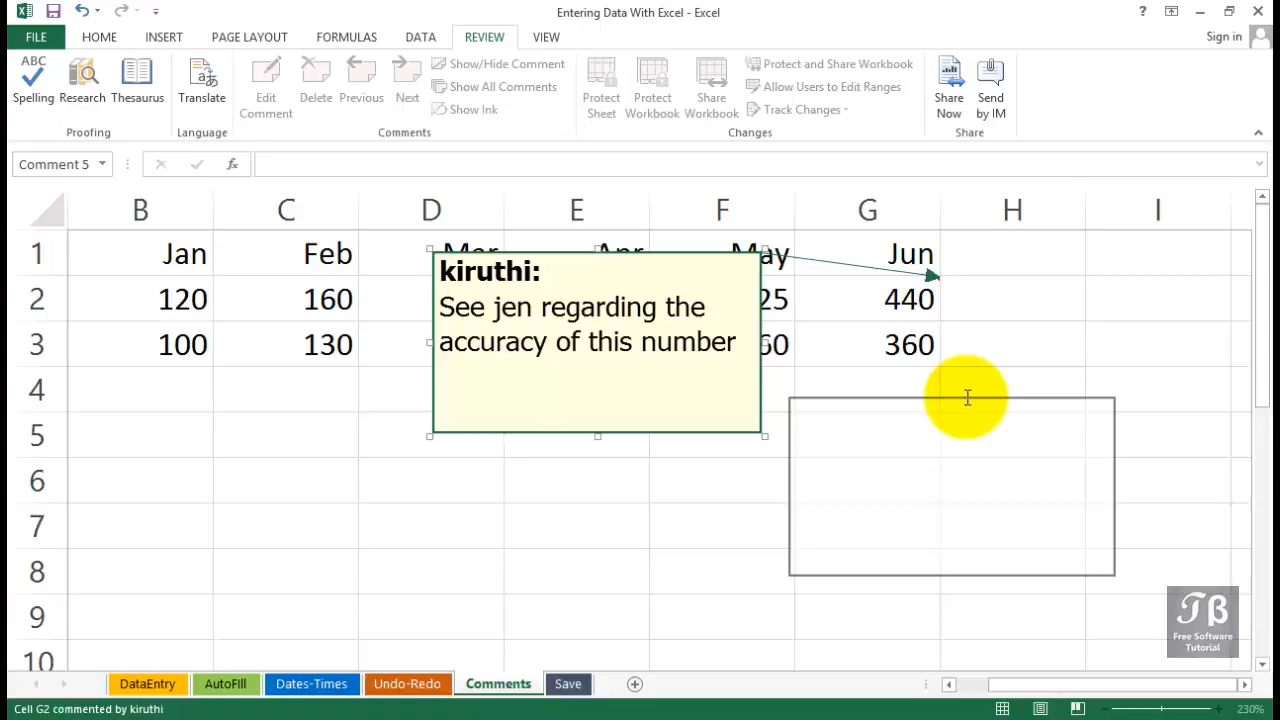 Entering Data With Excel - Excel
?
FILE HOME INSERT PAGE LAYOUT FORMULAS DATA REVIEW VIEW Sign in
ABC
Spelling Research Thesaurus
Proofing
Translate
Language
Edit Comment Delete Previous Next
Show/Hide Comment
Show All Comments
Show Ink
Comments
Protect Sheet Protect Workbook Share Workbook
Protect and Share Workbook
Allow Users to Edit Ranges
Track Changes
Changes
Share Now Send by IM
Share
Comment 5 fx
B C D E F G H I
1 Jan Feb Mar Apr May Jun
2 120 160 25 440
3 100 130 60 360
4
5
6
7
8
9
10
kiruthi:
See jen regarding the
accuracy of this number
Tβ
Free Software
Tutorial
DataEntry AutoFIll Dates-Times Undo-Redo Comments Save
Cell G2 commented by kiruthi 230%